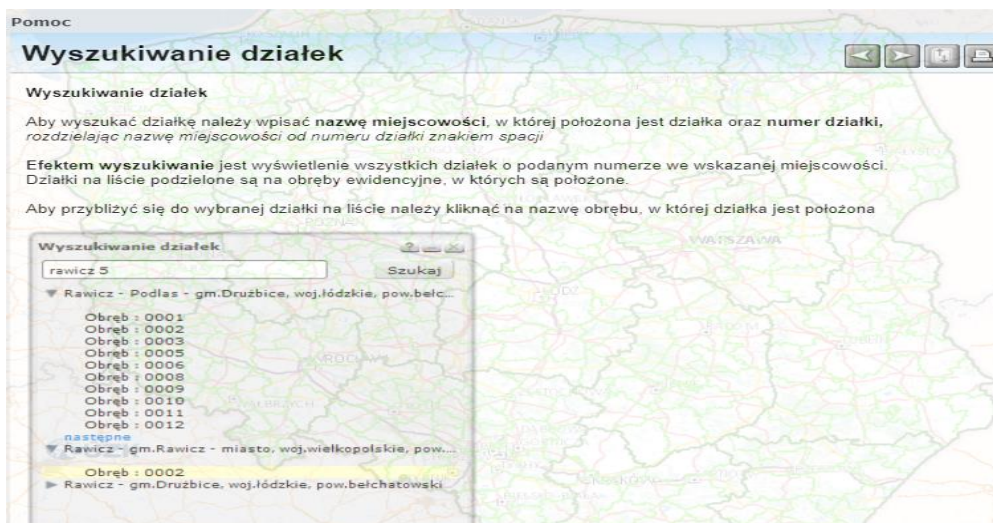 Pomoc
Wyszukiwanie działek
Wyszukiwanie działek
Aby wyszukać działkę należy wpisać nazwę miejscowości, w której położona jest działka oraz numer działki,
rozdzielając nazwę miejscowości od numeru działki znakiem spacji
Efektem wyszukiwanie jest wyświetlenie wszystkich działek o podanym numerze we wskazanej miejscowości.
Działki na liście podzielone są na obręby ewidencyjne, w których są położone.
Aby przybliżyć się do wybranej działki na liście należy kliknąć na nazwę obrębu, w której działka jest położona
WARSZAWA
Wyszukiwanie działek
rawicz 5 Szukaj
Rawicz - Podlas - gm.Drużbice, woj.łódzkie, pow.bełc...
Obręb : 0001
Obręb : 0002
Obręb : 0003
Obręb : 0005
Obręb : 0006
Obręb : 0008
Obręb : 0009
Obręb : 0010
Obręb : 0011
Obręb : 0012
następne
Rawicz - gm.Rawicz - miasto, woj.wielkopolskie, pow....
Obręb : 0002
Rawicz - gm.Drużbice, woj.łódzkie, pow.bełchatowski